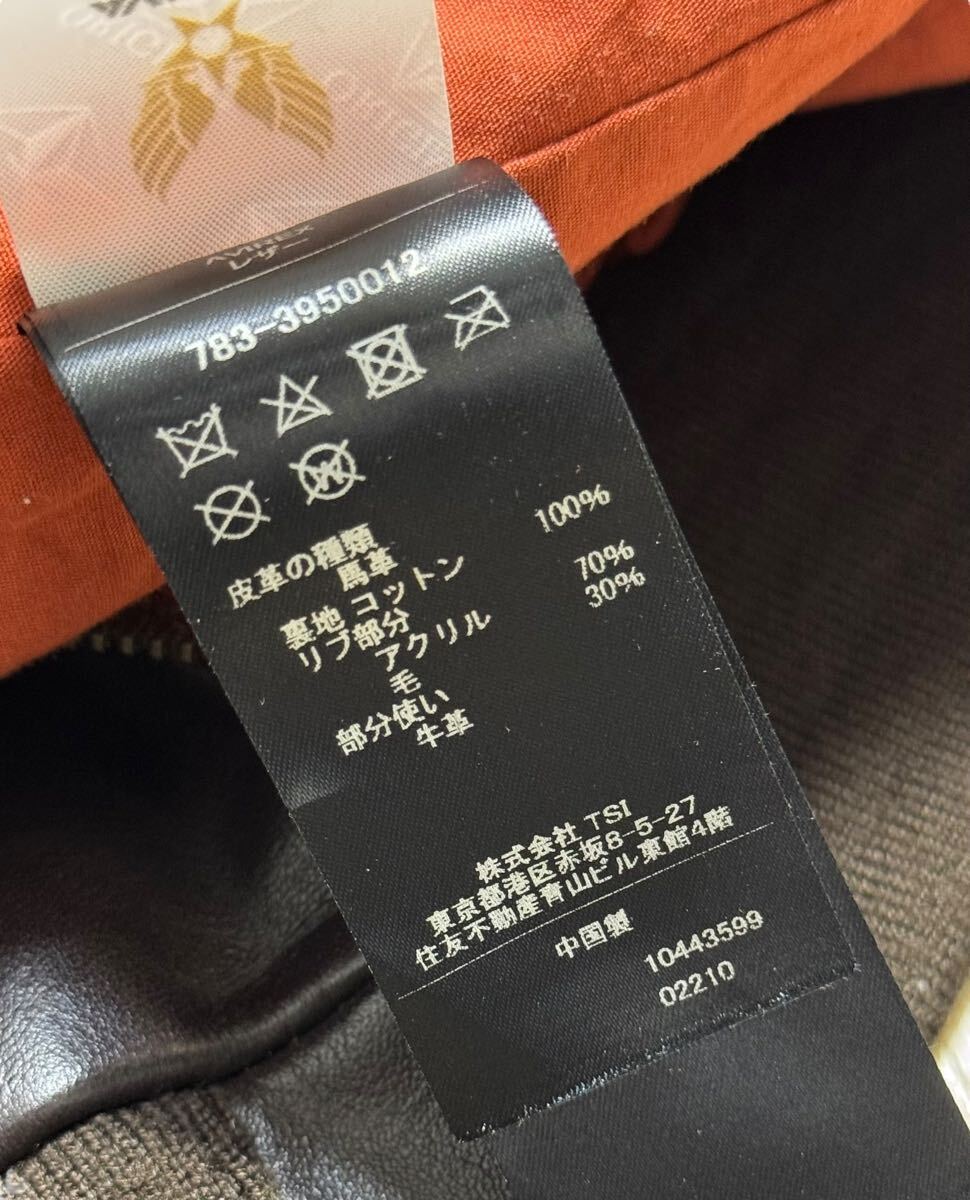 AVIREX
レザー
783-3950012
W
皮革の種類
馬革
裏地 コットン 100%
リブ部分
アクリル 70%
毛 30%
部分使い
牛革
株式会社 TSI
東京都港区赤坂8-5-27
住友不動産青山ビル東館4階
中国製
10443599
02210